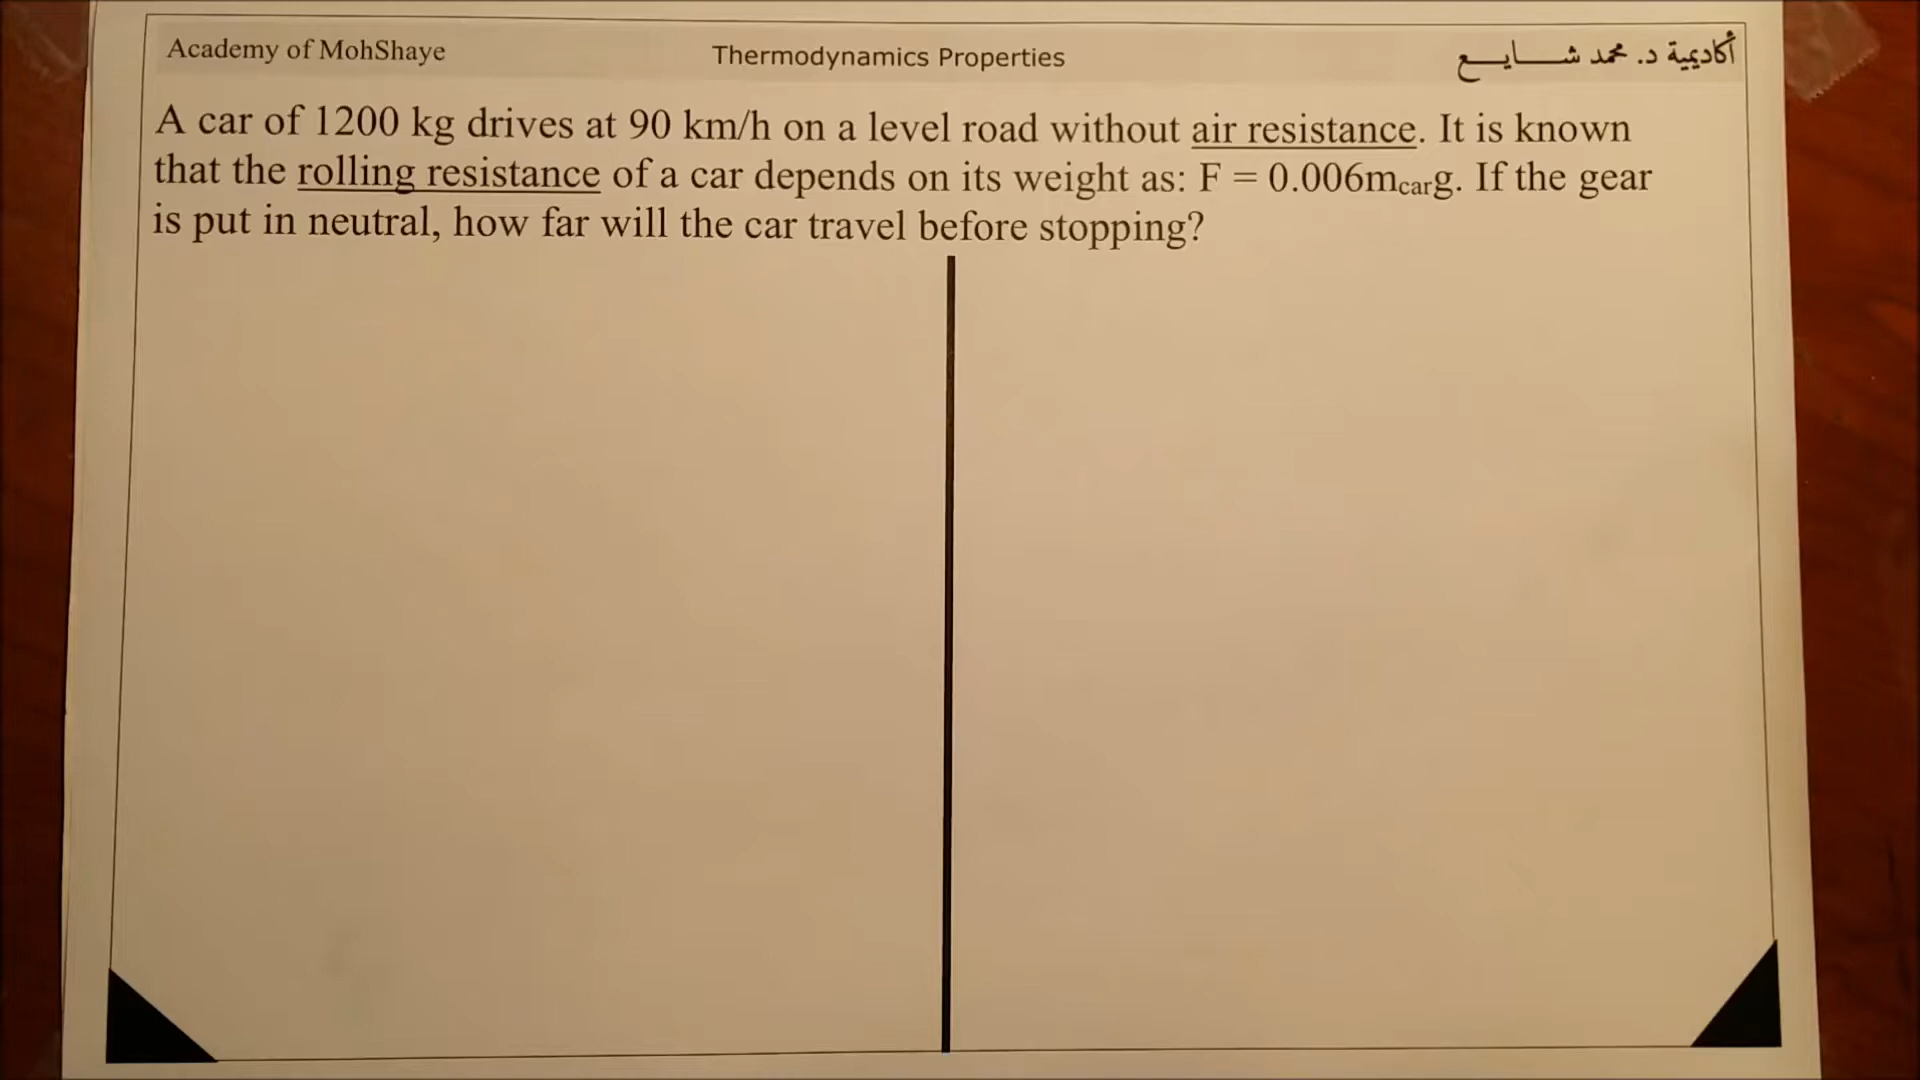 Academy of MohShaye
Thermodynamics Properties
أكاديمية د. محمد شايع
A car of 1200 kg drives at 90 km/h on a level road without air resistance. It is known
that the rolling resistance of a car depends on its weight as: F = 0.006mcarg. If the gear
is put in neutral, how far will the car travel before stopping?